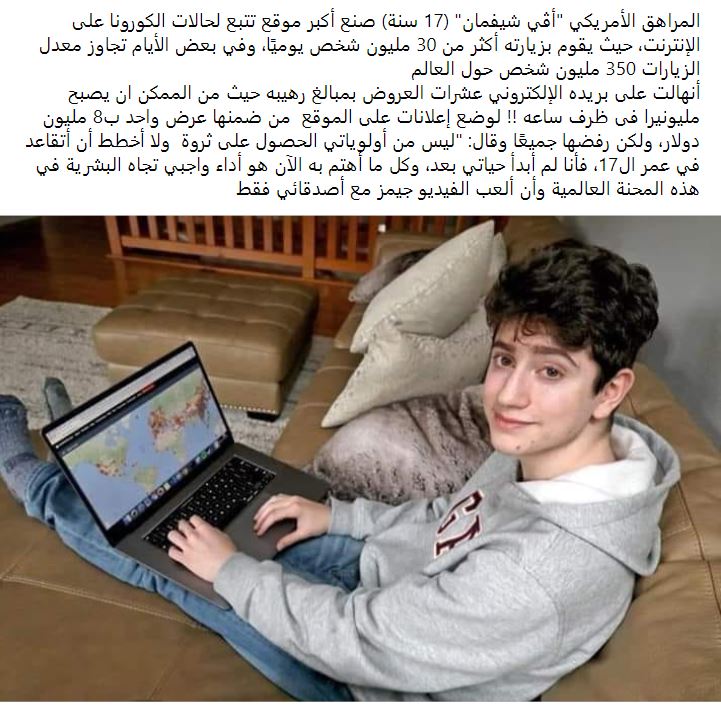 المراهق الأمريكي "أڤي شيفمان" (17 سنة) صنع أكبر موقع تتبع لحالات الكورونا على
الإنترنت، حيث يقوم بزيارته أكثر من 30 مليون شخص يوميًا، وفي بعض الأيام تجاوز معدل
الزيارات 350 مليون شخص حول العالم
أنهالت على بريده الإلكتروني عشرات العروض بمبالغ رهيبه حيث من الممكن ان يصبح
مليونيرا فى ظرف ساعه !! لوضع إعلانات على الموقع من ضمنها عرض واحد ب8 مليون
دولار، ولكن رفضها جميعًا وقال: "ليس من أولوياتي الحصول على ثروة ولا أخطط أن أتقاعد
في عمر ال17، فأنا لم أبدأ حياتي بعد، وكل ما أهتم به الآن هو أداء واجبي تجاه البشرية في
هذه المحنة العالمية وأن ألعب الفيديو جيمز مع أصدقائي فقط